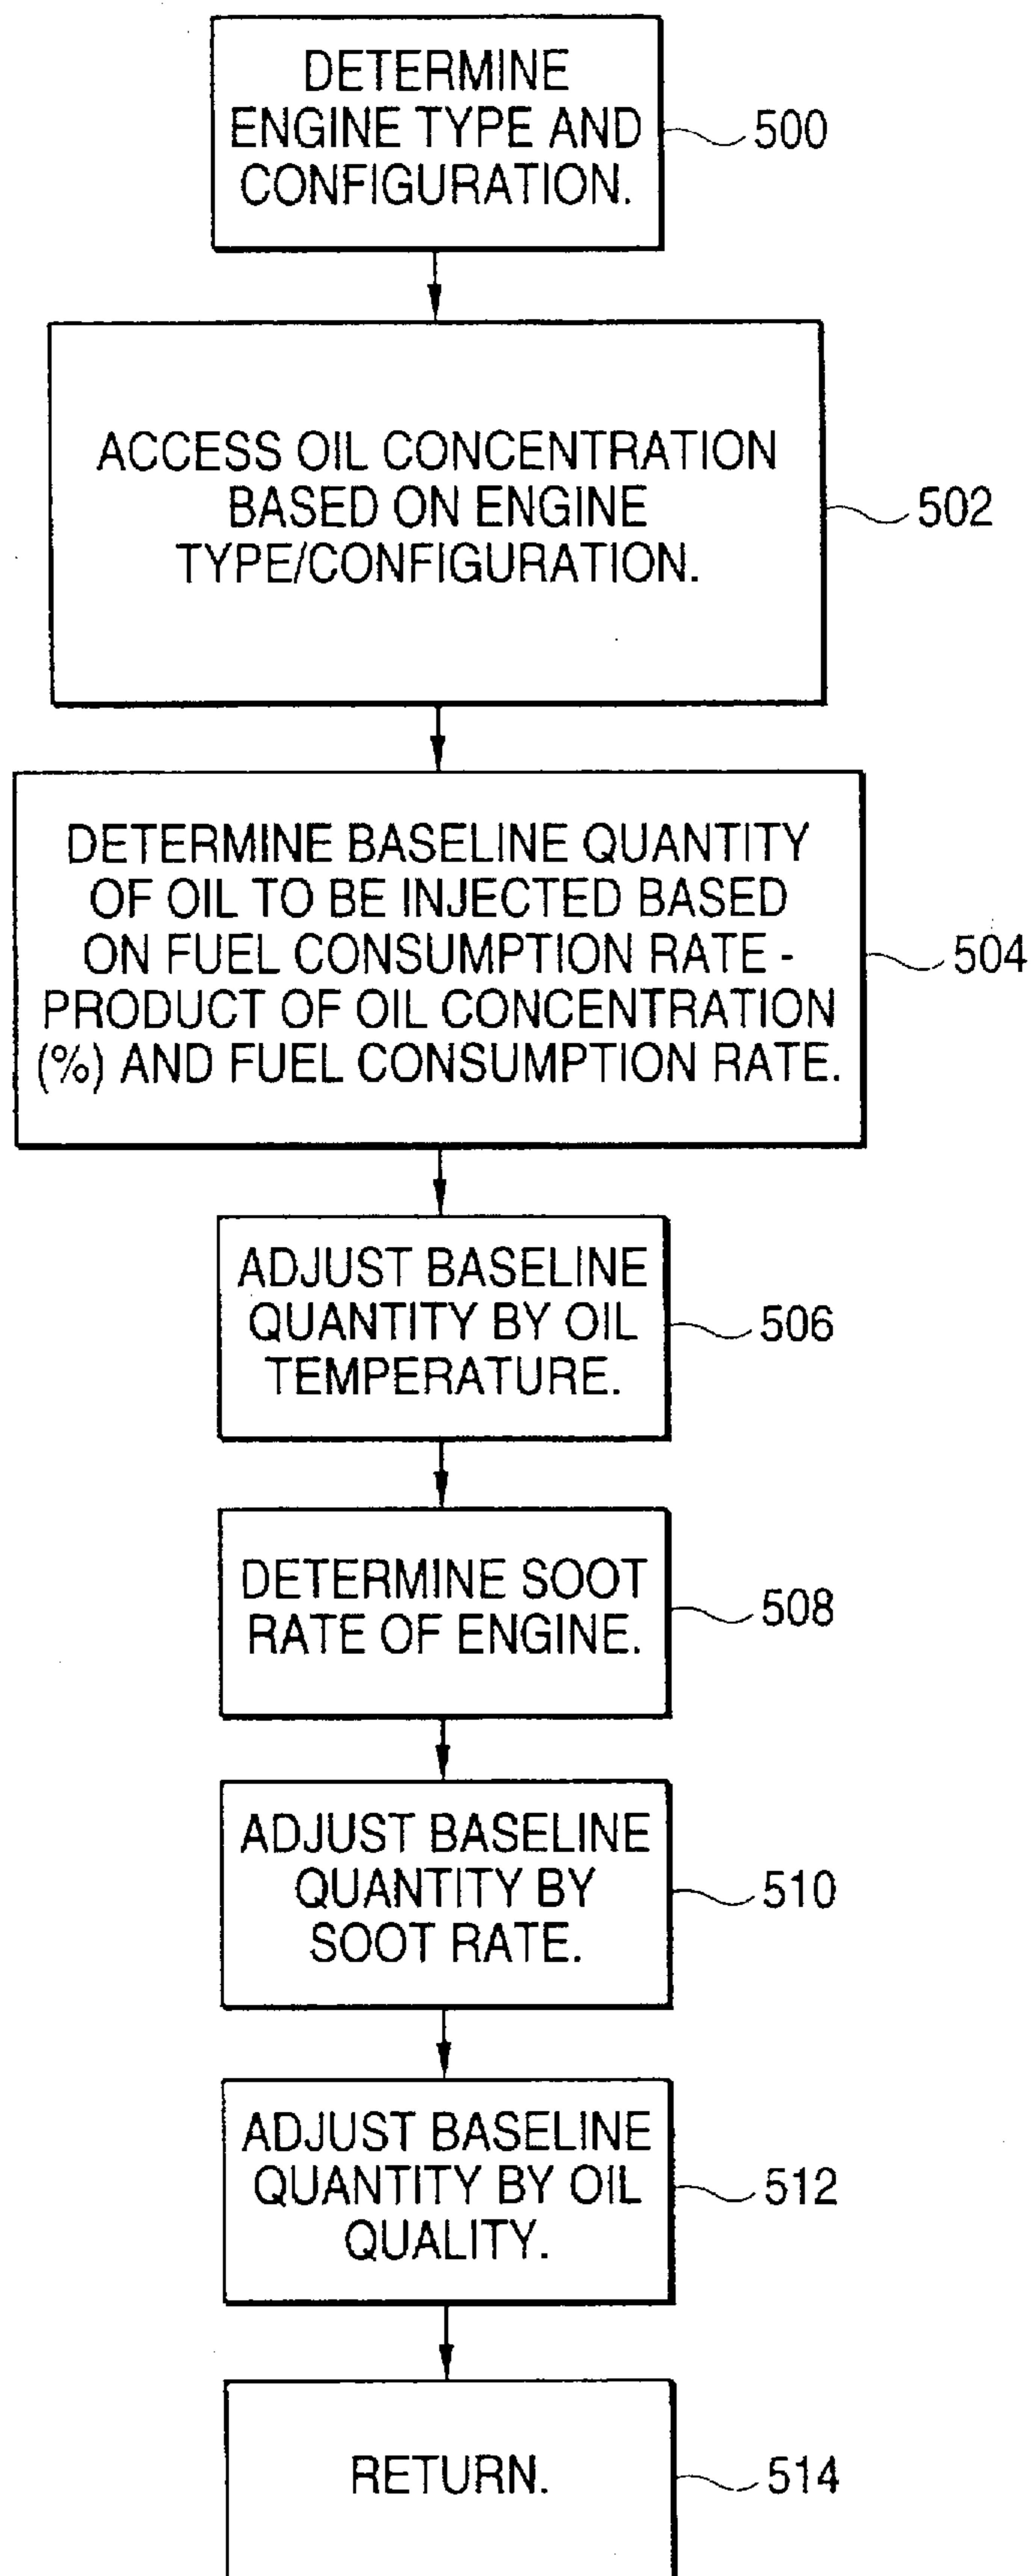 DETERMINE
ENGINE TYPE AND
CONFIGURATION.
500
ACCESS OIL CONCENTRATION
BASED ON ENGINE
TYPE/CONFIGURATION.
502
DETERMINE BASELINE QUANTITY
OF OIL TO BE INJECTED BASED
ON FUEL CONSUMPTION RATE -
PRODUCT OF OIL CONCENTRATION
(%) AND FUEL CONSUMPTION RATE.
504
ADJUST BASELINE
QUANTITY BY OIL
TEMPERATURE.
506
DETERMINE SOOT
RATE OF ENGINE.
508
ADJUST BASELINE
QUANTITY BY
SOOT RATE.
510
ADJUST BASELINE
QUANTITY BY OIL
QUALITY.
512
RETURN.
514